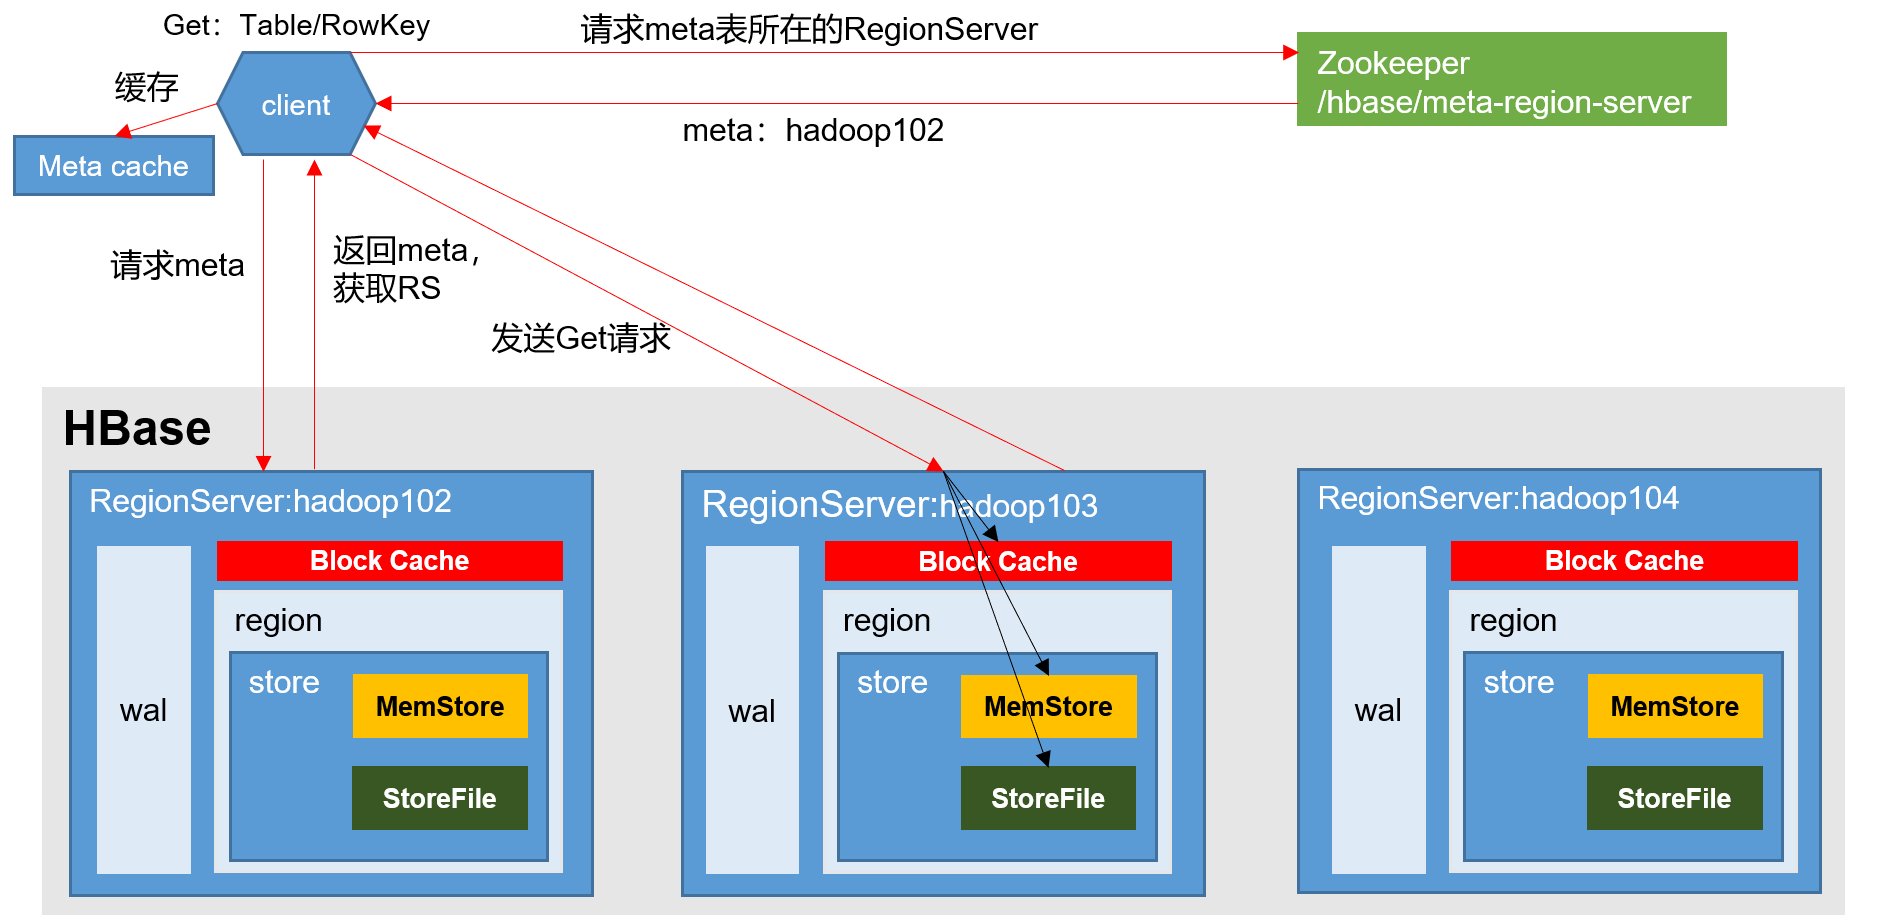 Get：Table/RowKey
请求meta表所在的RegionServer
Zookeeper
/hbase/meta-region-server
缓存
client
meta：hadoop102
Meta cache
请求meta
返回meta，
获取RS
发送Get请求
HBase
RegionServer:hadoop102
Block Cache
region
store
MemStore
wal
StoreFile
RegionServer:hadoop103
Block Cache
region
store
MemStore
wal
StoreFile
RegionServer:hadoop104
Block Cache
region
store
MemStore
wal
StoreFile